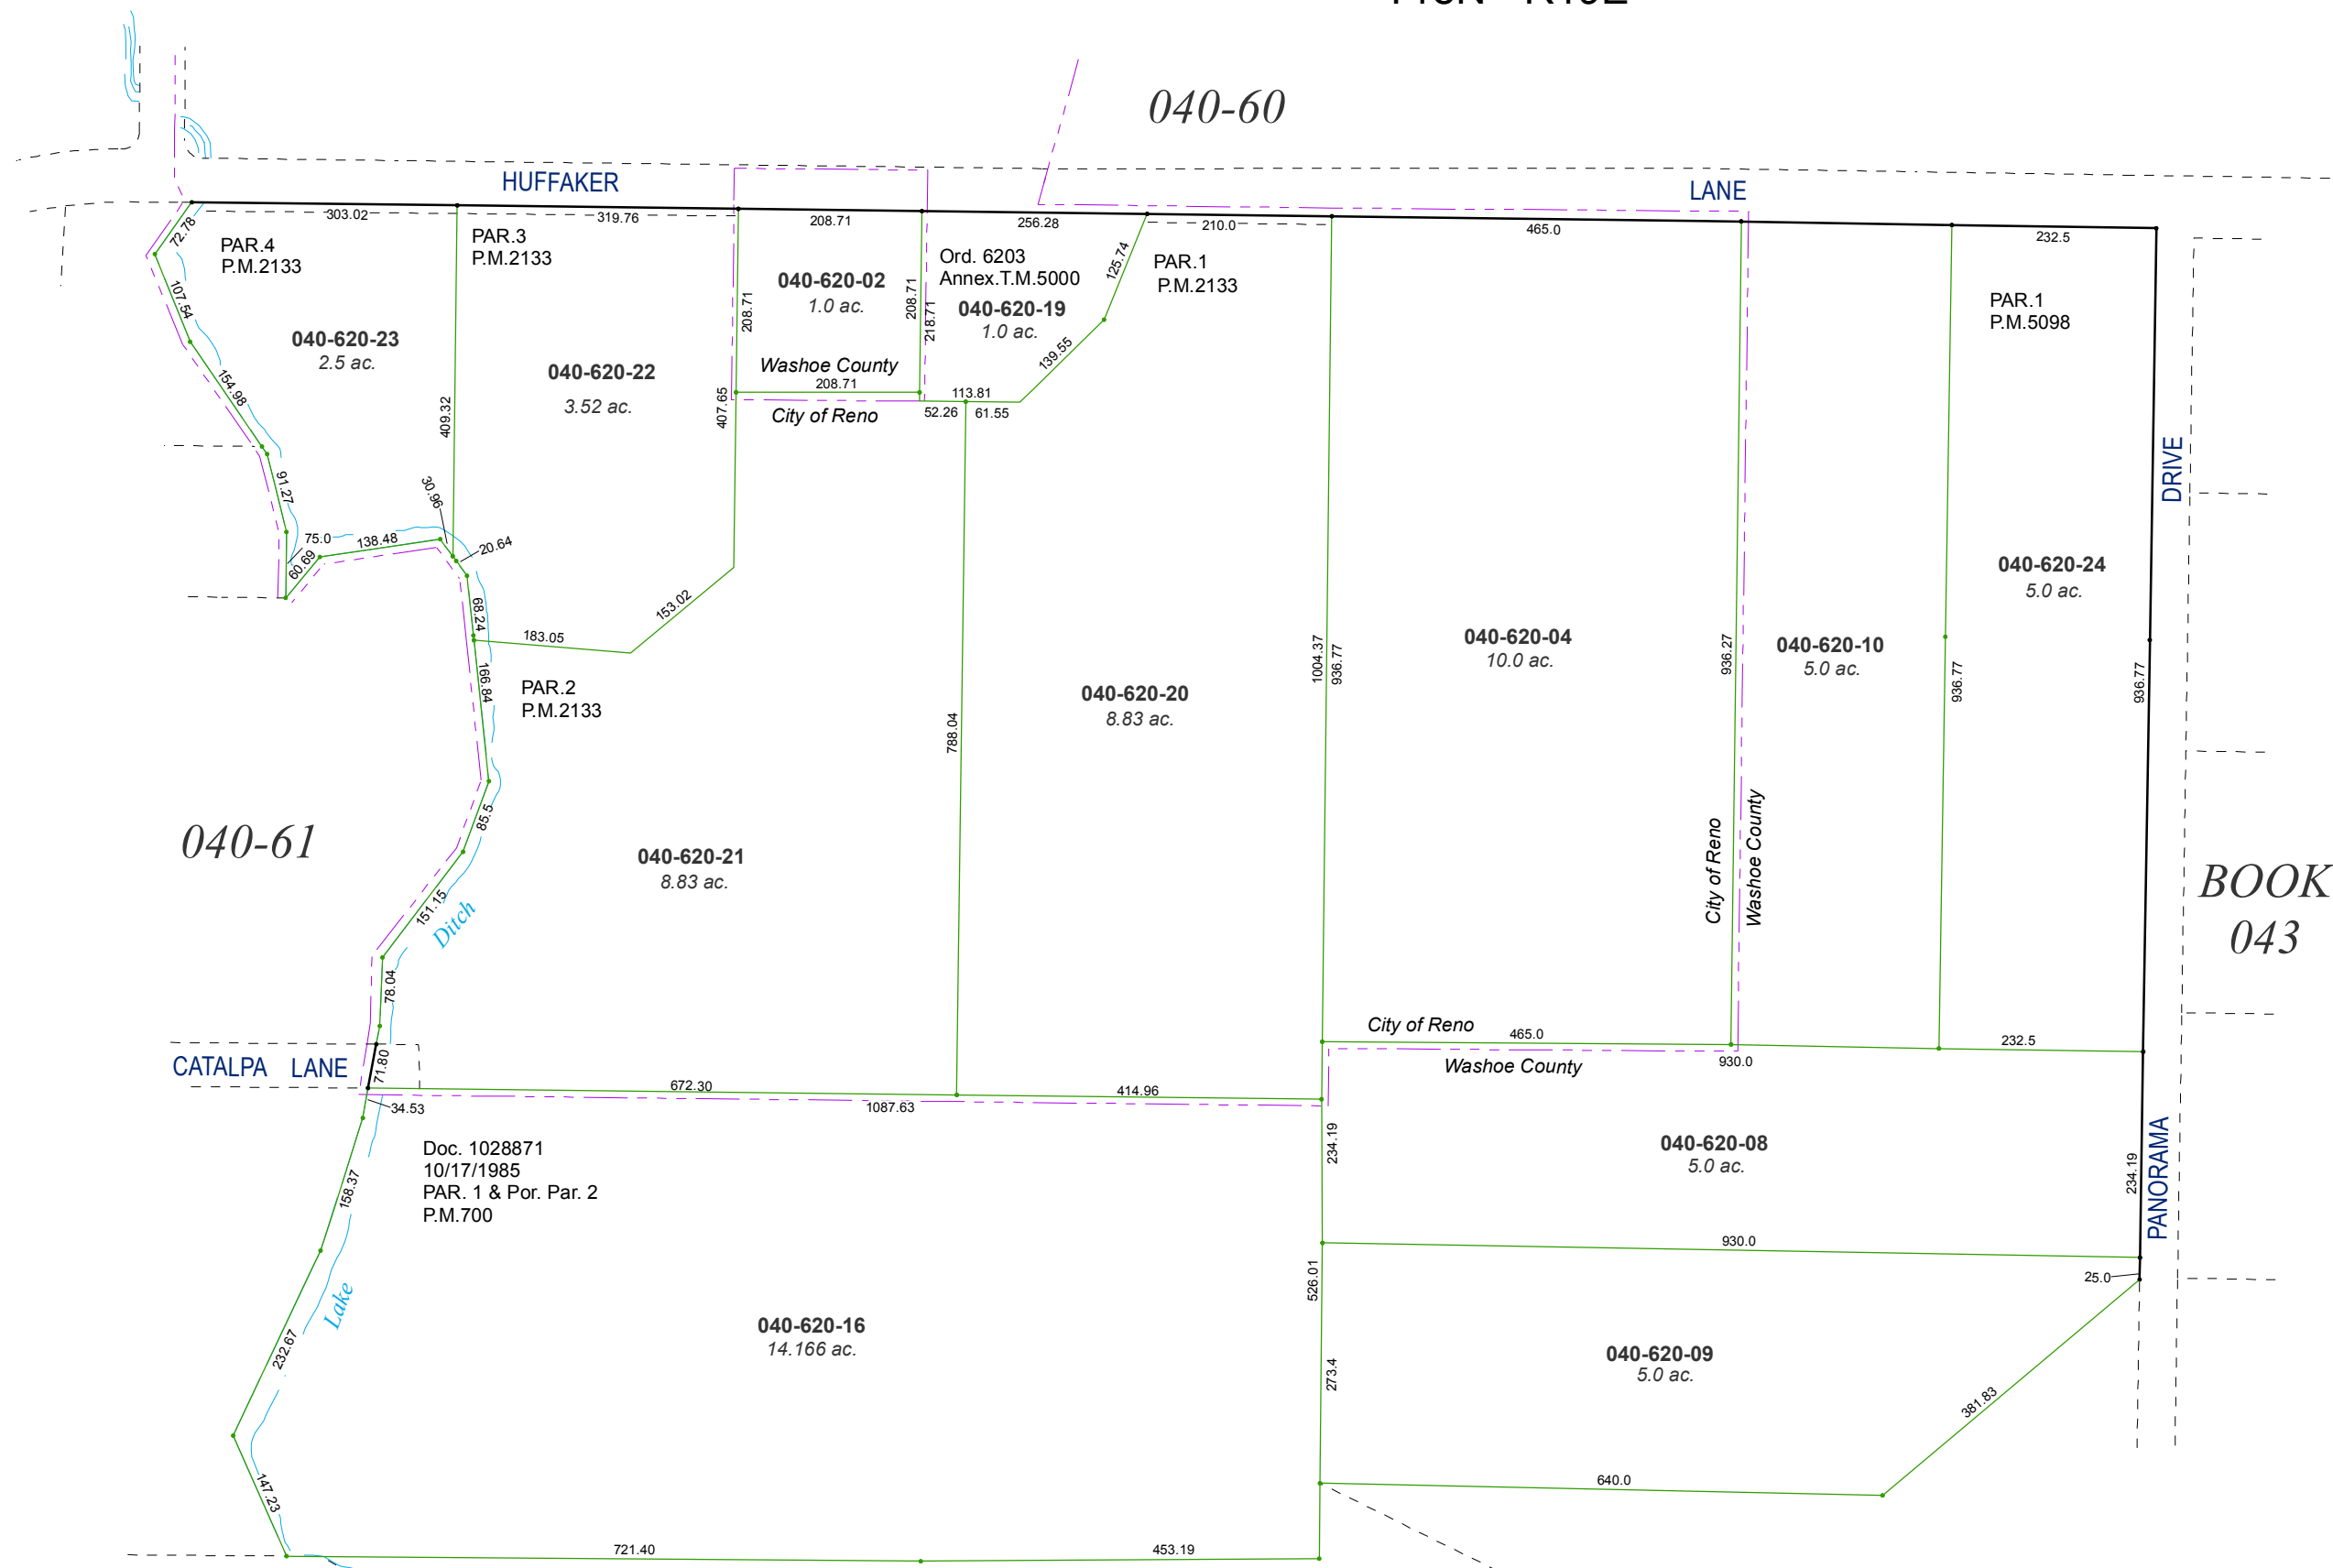 040-60
HUFFAKER
LANE
303.02
319.76
208.71
256.28
210.0
465.0
232.5
72.78
PAR.4
P.M.2133
PAR.3
P.M.2133
Ord. 6203
Annex.T.M.5000
125.74
PAR.1
P.M.2133
PAR.1
P.M.5098
107.54
040-620-23
2.5 ac.
040-620-22
3.52 ac.
208.71
040-620-02
1.0 ac.
208.71
218.71
040-620-19
1.0 ac.
139.55
Washoe County
208.71
City of Reno
113.81
52.26
61.55
154.98
409.32
407.65
91.27
30.96
75.0
138.48
20.64
60.69
68.24
183.05
153.02
166.84
PAR.2
P.M.2133
85.5
151.15
Ditch
78.04
040-61
040-620-21
8.83 ac.
788.04
040-620-20
8.83 ac.
1004.37
936.77
040-620-04
10.0 ac.
936.27
City of Reno
Washoe County
040-620-10
5.0 ac.
936.77
040-620-24
5.0 ac.
936.77
DRIVE
BOOK
043
City of Reno
465.0
Washoe County
930.0
232.5
CATALPA LANE
71.80
34.53
672.30
1087.63
414.96
234.19
040-620-08
5.0 ac.
234.19
PANORAMA
Doc. 1028871
10/17/1985
PAR. 1 & Por. Par. 2
P.M.700
158.37
Lake
232.67
147.23
040-620-16
14.166 ac.
930.0
25.0
526.01
273.4
040-620-09
5.0 ac.
381.83
640.0
721.40
453.19